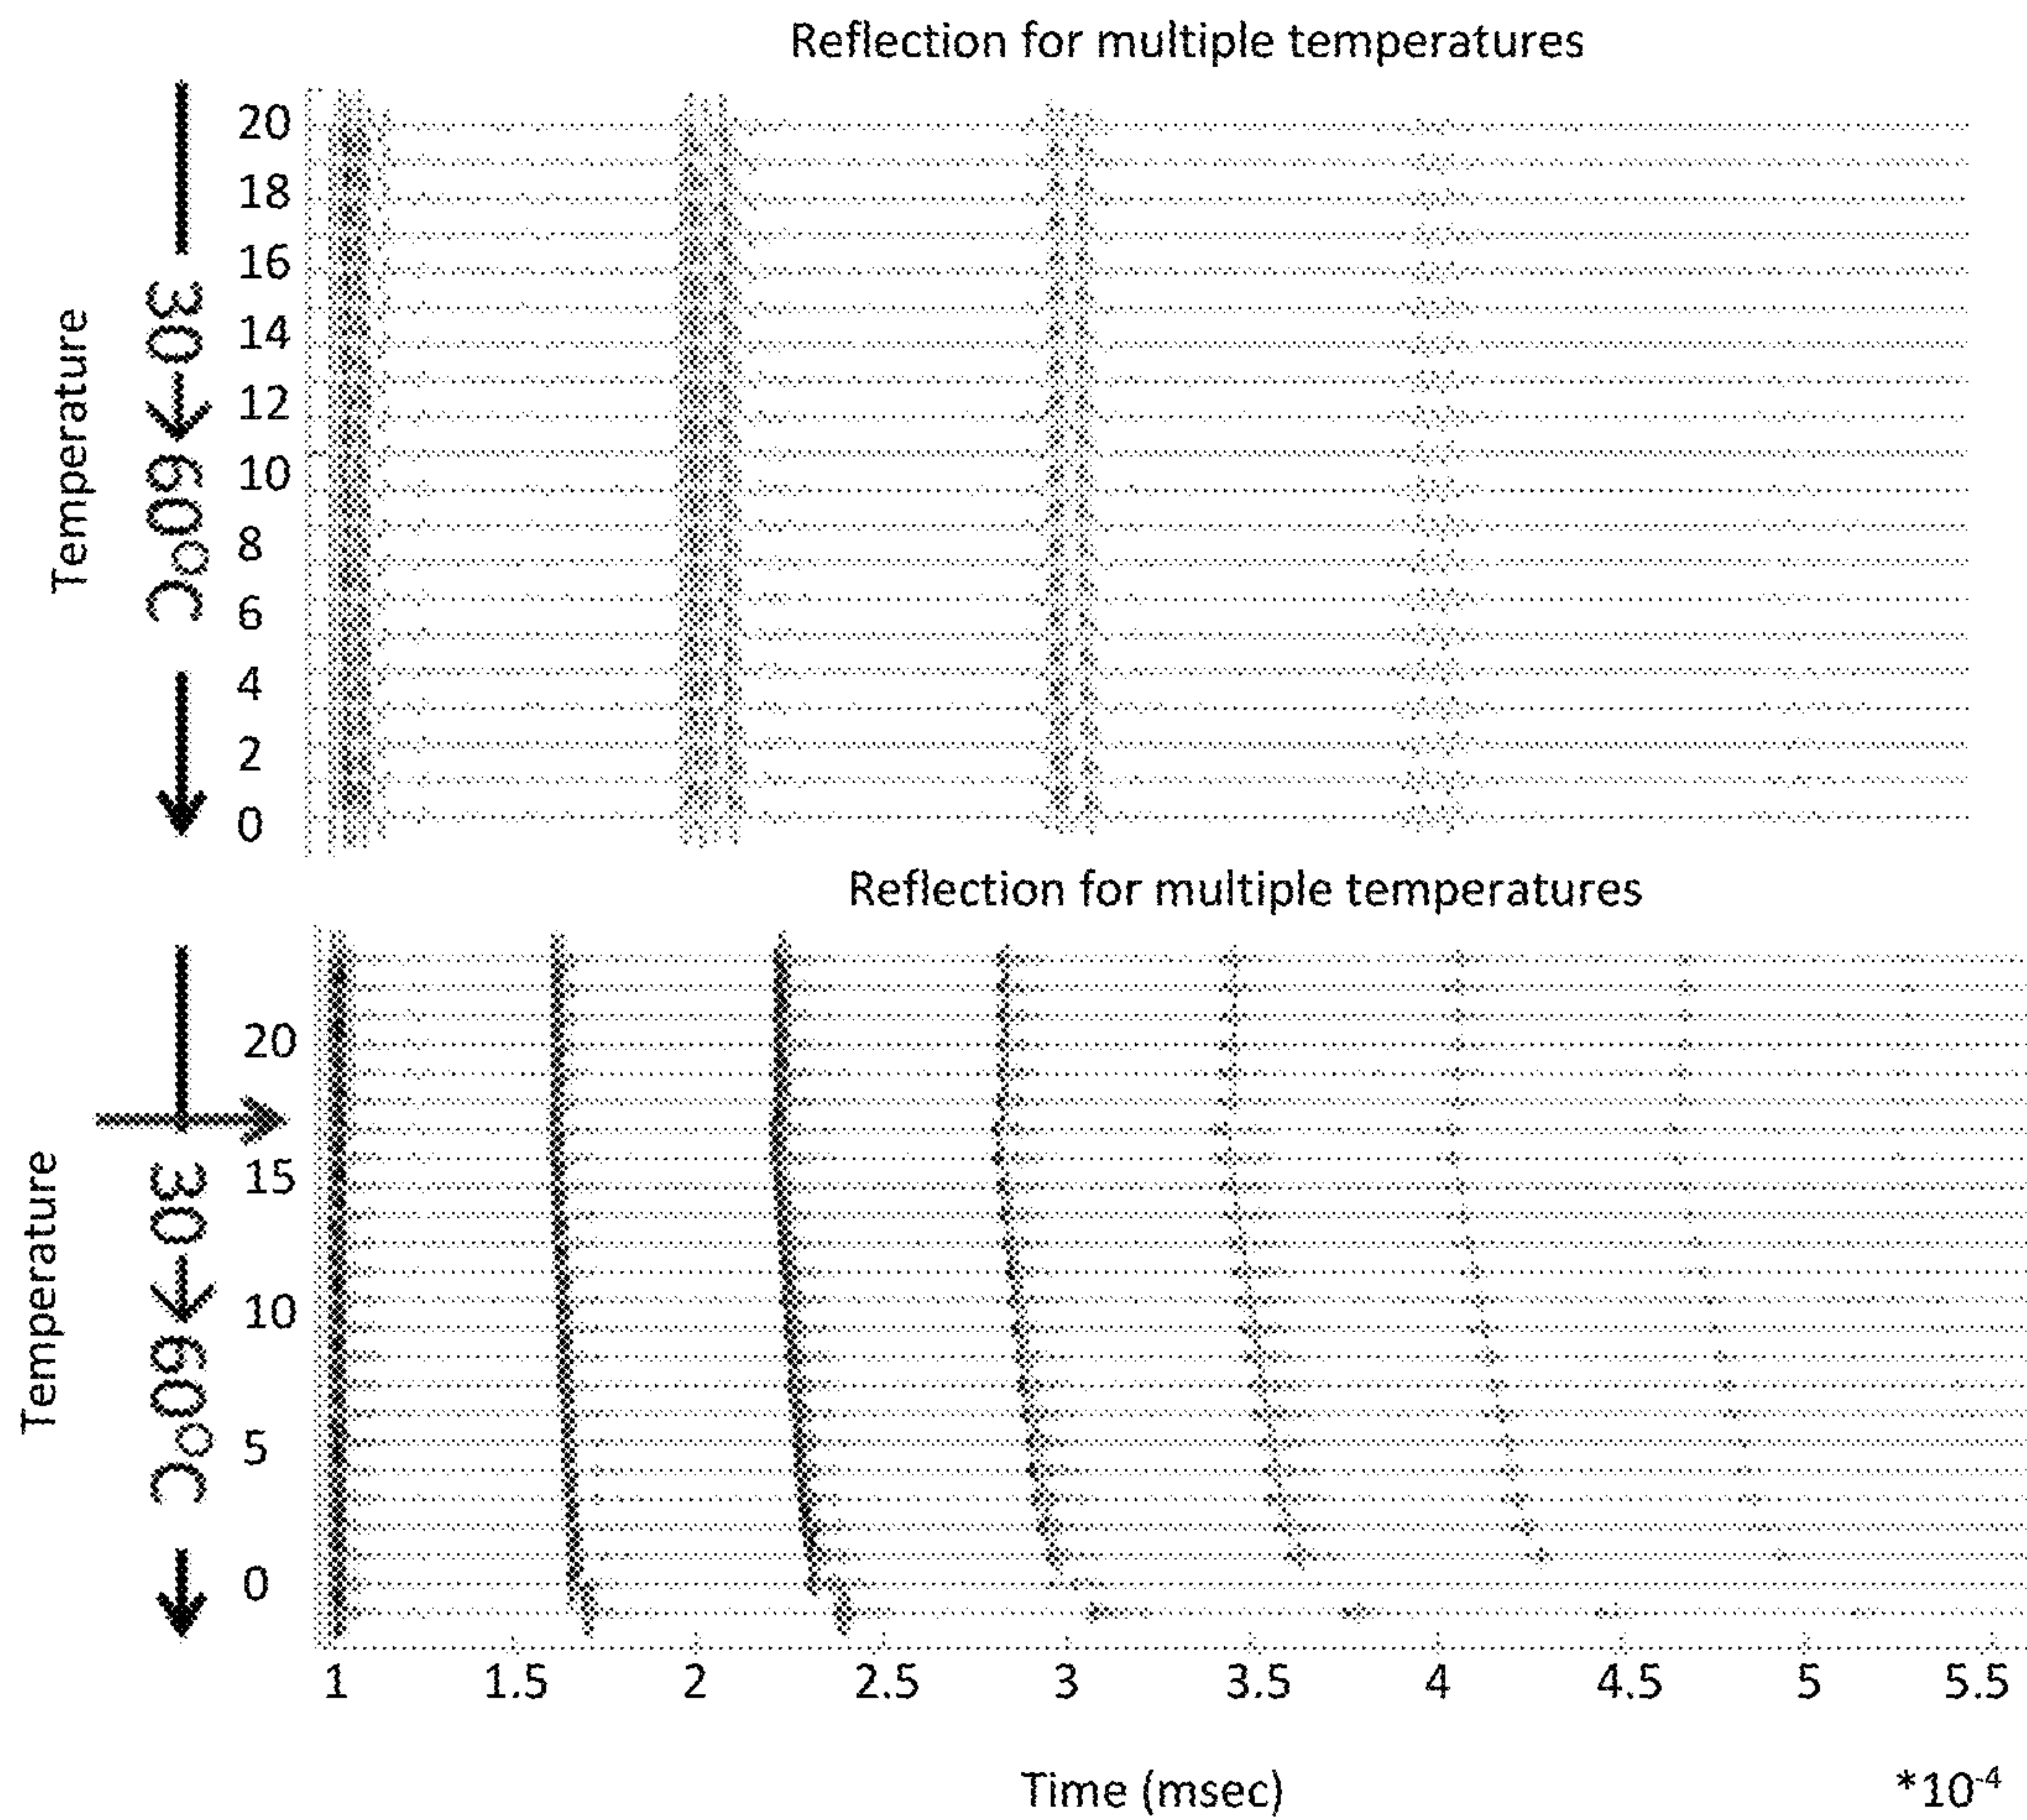 Reflection for multiple temperatures
Temperature
30→60°C
20
18
16
14
12
10
8
6
4
2
0
Reflection for multiple temperatures
Temperature
30→60°C
20
15
10
5
0
1 1.5 2 2.5 3 3.5 4 4.5 5 5.5
Time (msec) *10⁻⁴